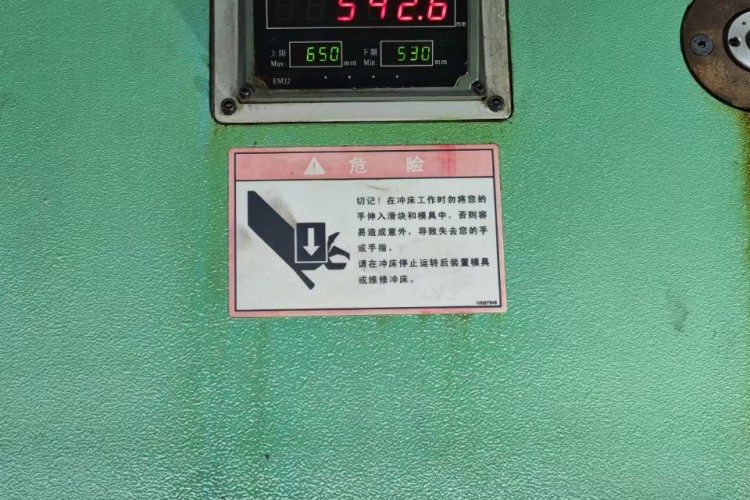 542.6 mm
上限 Max: 650 mm 下限 Min: 530 mm
EM32
危 险
切记！在冲床工作时勿将您的
手伸入滑块和模具中，否则容
易造成意外，导致失去您的手
或手指。
请在冲床停止运转后装置模具
或维修冲床。